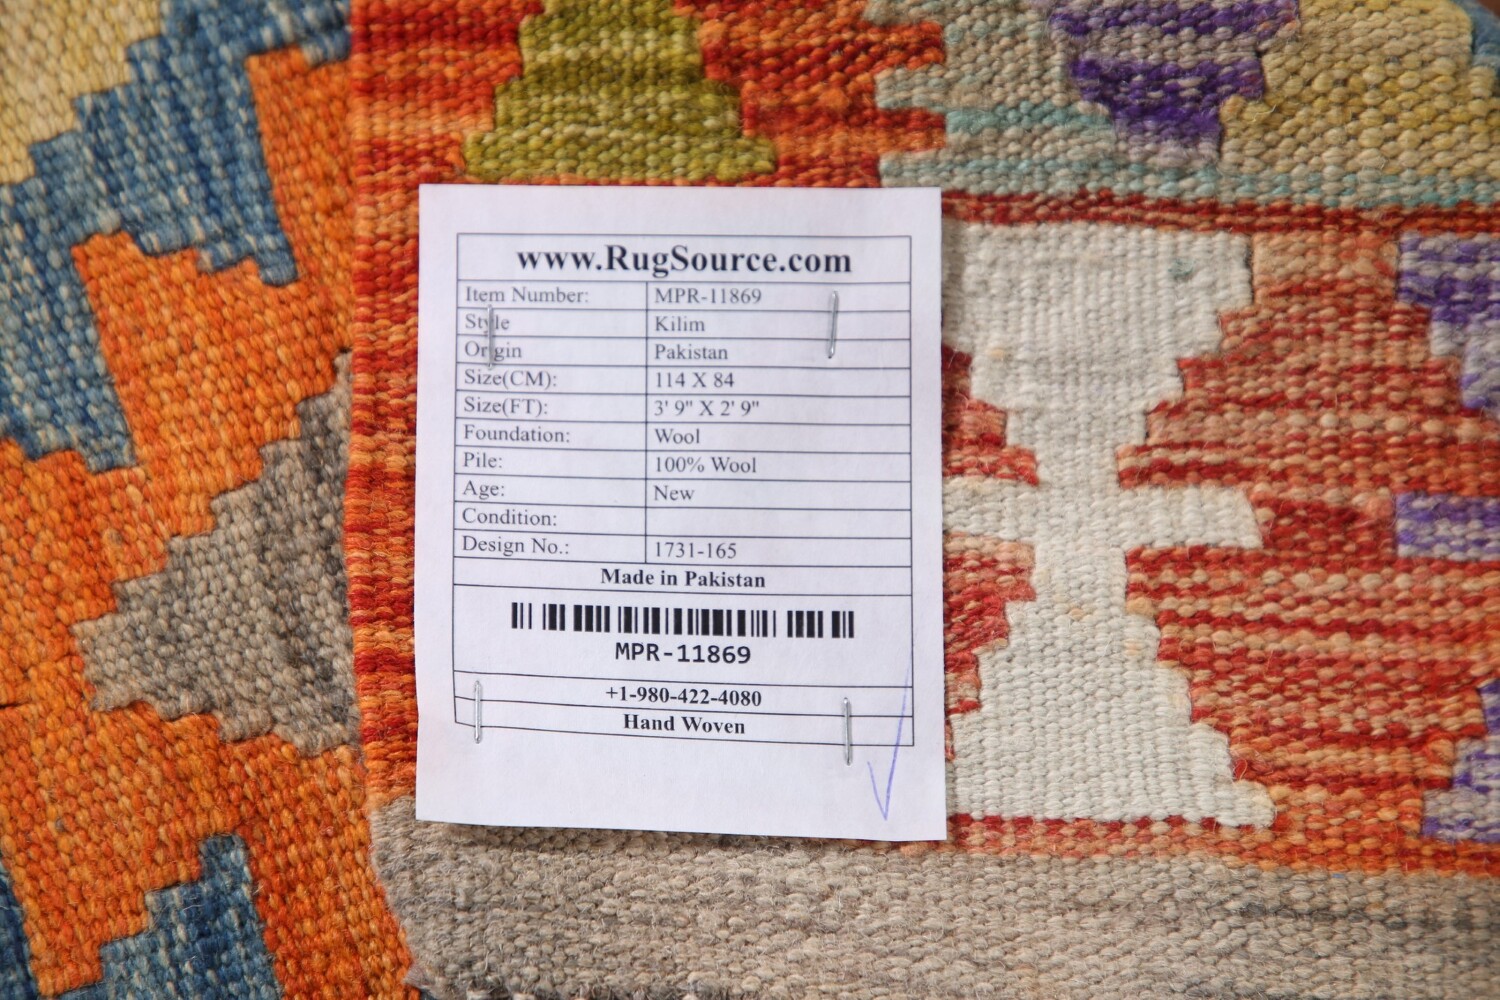 www.RugSource.com
Item Number: MPR-11869
Style Kilim
Origin Pakistan
Size(CM): 114 X 84
Size(FT): 3' 9" X 2' 9"
Foundation: Wool
Pile: 100% Wool
Age: New
Condition:
Design No.: 1731-165
Made in Pakistan
MPR-11869
+1-980-422-4080
Hand Woven